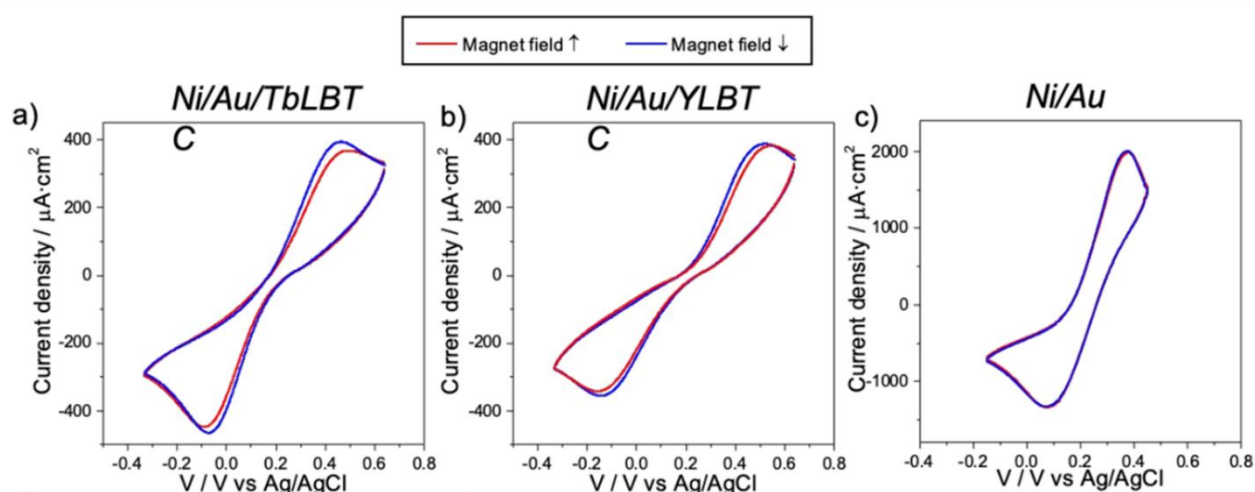 Magnet field ↑ Magnet field ↓
a) Ni/Au/TbLBT
C
b) Ni/Au/YLBT
C
c) Ni/Au
Current density / µA·cm²
400
200
0
-200
-400
-0.4 -0.2 0.0 0.2 0.4 0.6 0.8
V / V vs Ag/AgCl
Current density / µA·cm²
400
200
0
-200
-400
-0.4 -0.2 0.0 0.2 0.4 0.6 0.8
V / V vs Ag/AgCl
Current density / µA·cm²
2000
1000
0
-1000
-0.4 -0.2 0.0 0.2 0.4 0.6 0.8
V / V vs Ag/AgCl